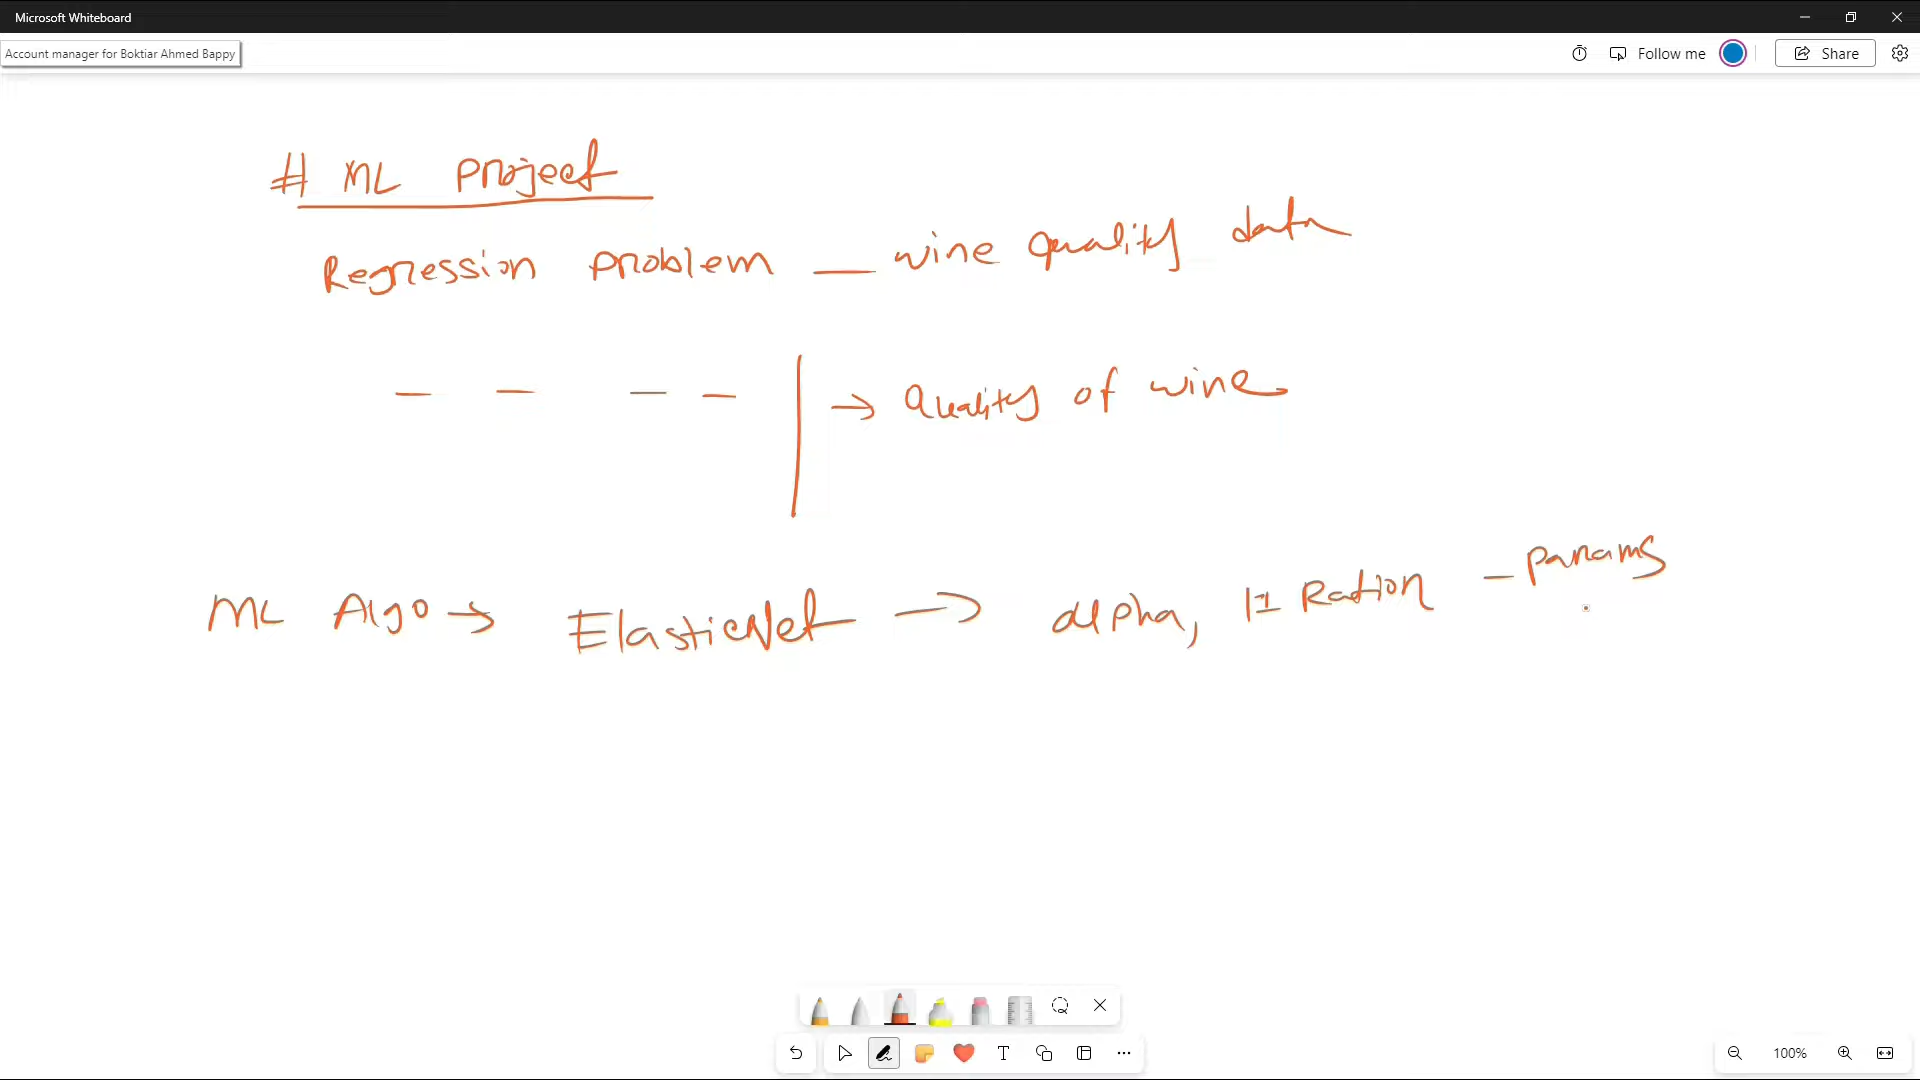 Microsoft Whiteboard
Account manager for Boktiar Ahmed Bappy
Follow me
Share
# ML project
Regression problem — wine quality data
— — — — | → Quality of wine
ML Algo → ElasticNet → alpha, l1 Ration — params
T
100%